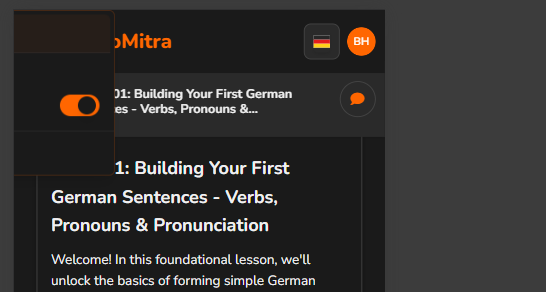 oMitra
BH
01: Building Your First German
es - Verbs, Pronouns &...
1: Building Your First
German Sentences - Verbs,
Pronouns & Pronunciation
Welcome! In this foundational lesson, we'll
unlock the basics of forming simple German